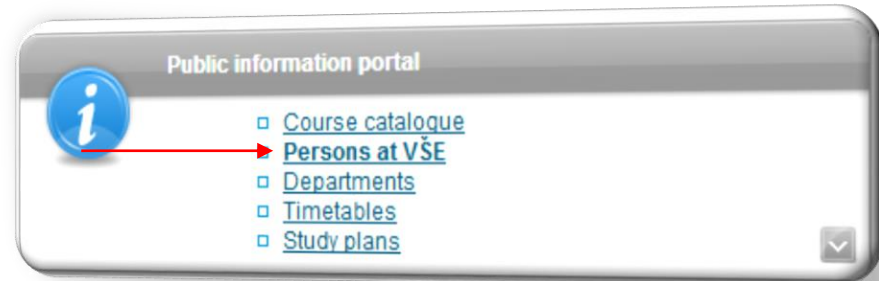 Public information portal
Course catalogue
Persons at VŠE
Departments
Timetables
Study plans